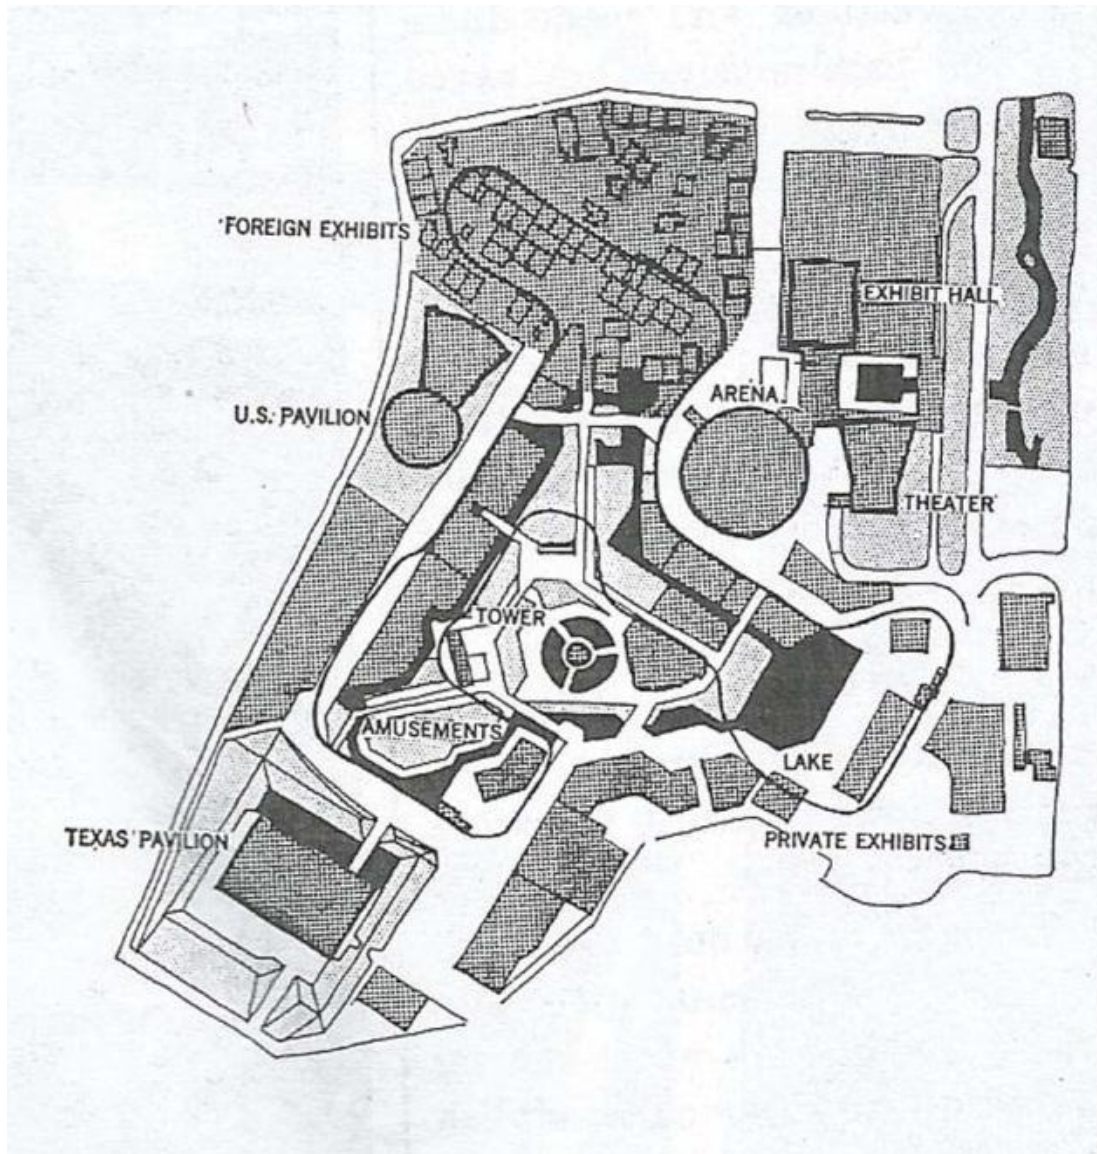 FOREIGN EXHIBITS
EXHIBIT HALL
ARENA
U.S. PAVILION
THEATER
TOWER
AMUSEMENTS
LAKE
TEXAS PAVILION
PRIVATE EXHIBITS